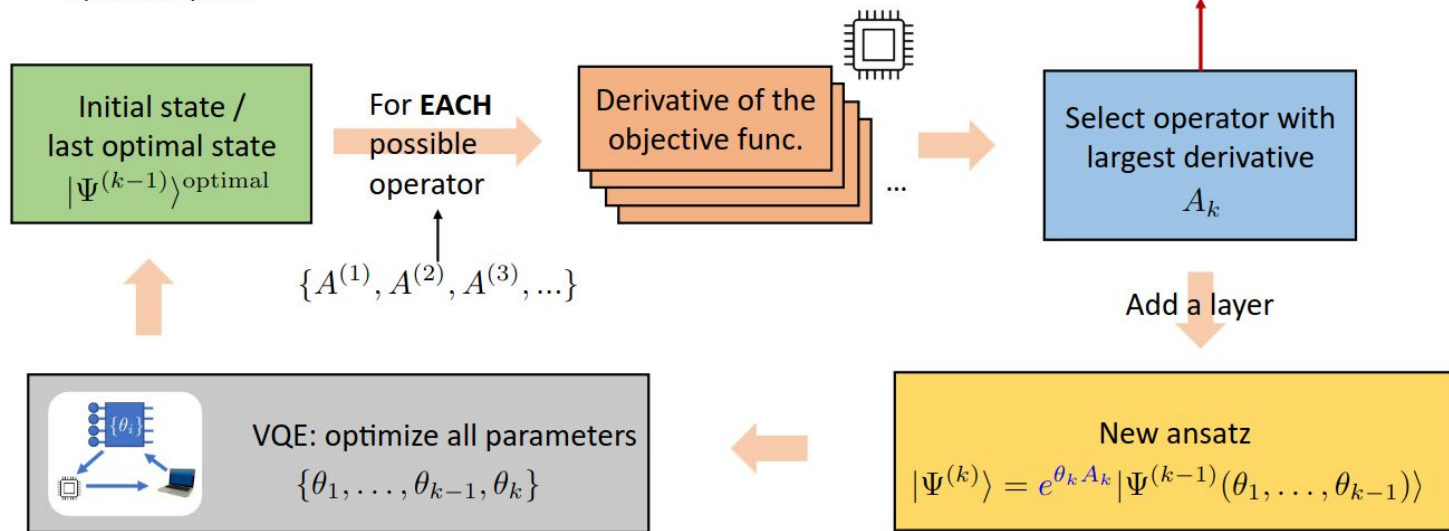 Initial state /
last optimal state
|Ψ^{(k−1)}⟩^{optimal}
For EACH
possible
operator
{A^{(1)}, A^{(2)}, A^{(3)}, ...}
Derivative of the
objective func.
...
Select operator with
largest derivative
A_k
Add a layer
New ansatz
|Ψ^{(k)}⟩ = e^{θ_k A_k}|Ψ^{(k−1)}(θ_1, . . . , θ_{k−1})⟩
VQE: optimize all parameters
{θ_1, . . . , θ_{k−1}, θ_k}
{θ_i}